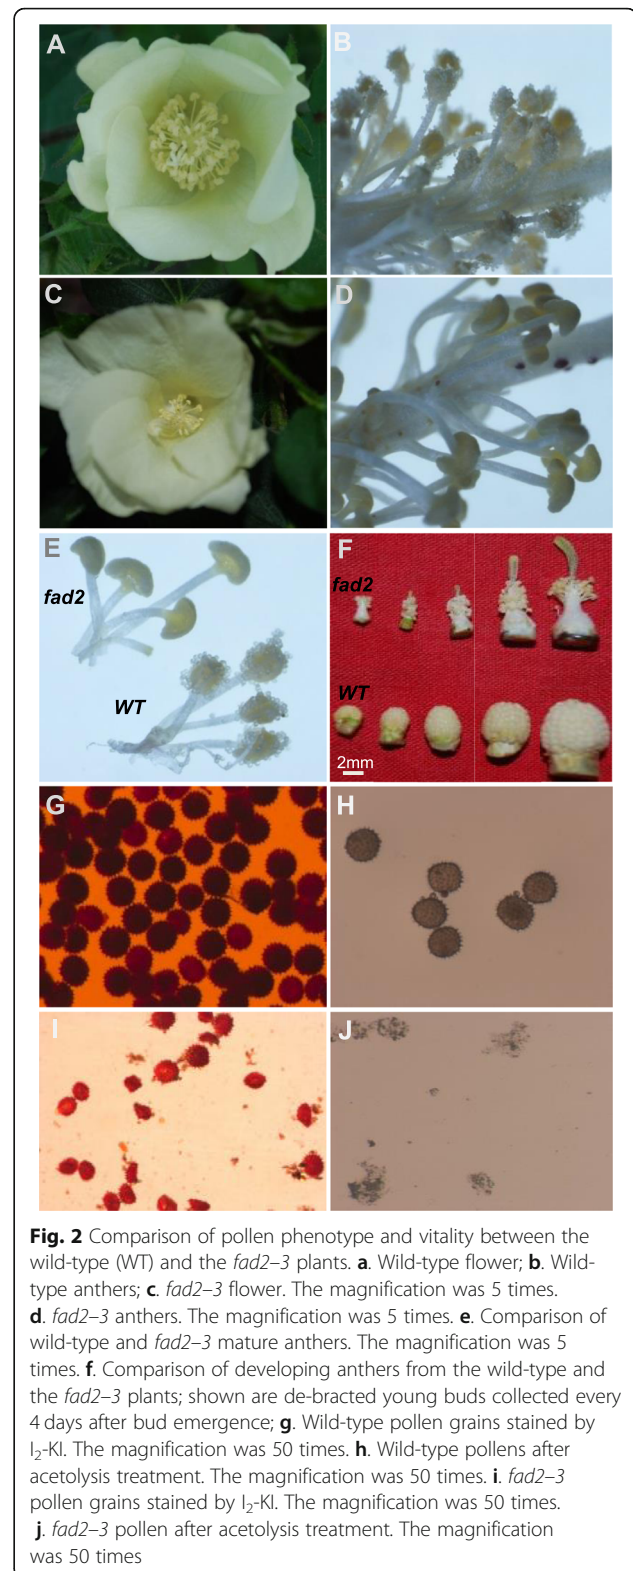 A
B
C
D
E
fad2
WT
F
fad2
WT
2mm
G
H
I
J
Fig. 2 Comparison of pollen phenotype and vitality between the
wild-type (WT) and the fad2–3 plants. a. Wild-type flower; b. Wild-
type anthers; c. fad2–3 flower. The magnification was 5 times.
d. fad2–3 anthers. The magnification was 5 times. e. Comparison of
wild-type and fad2–3 mature anthers. The magnification was 5
times. f. Comparison of developing anthers from the wild-type and
the fad2–3 plants; shown are de-bracted young buds collected every
4 days after bud emergence; g. Wild-type pollen grains stained by
I₂-KI. The magnification was 50 times. h. Wild-type pollens after
acetolysis treatment. The magnification was 50 times. i. fad2–3
pollen grains stained by I₂-KI. The magnification was 50 times.
j. fad2–3 pollen after acetolysis treatment. The magnification
was 50 times